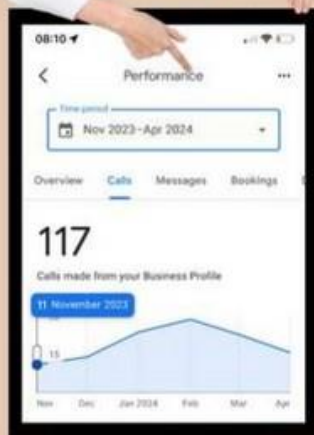 08:10
Performance
Time period
Nov 2023-Apr 2024
Overview Calls Messages Bookings
117
Calls made from your Business Profile
11 November 2023
15
Nov Dec Jan 2024 Feb Mar Apr